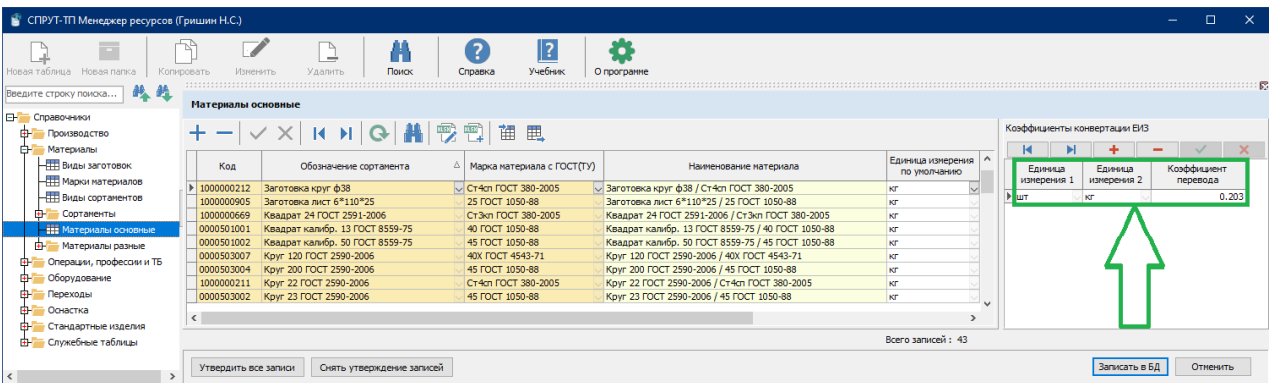 СПРУТ-ТП Менеджер ресурсов (Гришин Н.С.)
Новая таблица Новая папка Копировать Изменить Удалить Поиск Справка Учебник О программе
Введите строку поиска...
Справочники
Производство
Материалы
Виды заготовок
Марки материалов
Виды сортаментов
Сортаменты
Материалы основные
Материалы разные
Операции, профессии и ТБ
Оборудование
Переходы
Оснастка
Стандартные изделия
Служебные таблицы
Материалы основные
Код Обозначение сортамента Марка материала с ГОСТ(ТУ) Наименование материала Единица измерения по умолчанию
1000000212 Заготовка круг ф38 Ст4сп ГОСТ 380-2005 Заготовка круг ф38 / Ст4сп ГОСТ 380-2005 кг
1000000905 Заготовка лист 6*110*25 25 ГОСТ 1050-88 Заготовка лист 6*110*25 / 25 ГОСТ 1050-88 кг
1000000669 Квадрат 24 ГОСТ 2591-2006 Ст3кп ГОСТ 380-2005 Квадрат 24 ГОСТ 2591-2006 / Ст3кп ГОСТ 380-2005 кг
0000501001 Квадрат калибр. 13 ГОСТ 8559-75 40 ГОСТ 1050-88 Квадрат калибр. 13 ГОСТ 8559-75 / 40 ГОСТ 1050-88 кг
0000501002 Квадрат калибр. 50 ГОСТ 8559-75 45 ГОСТ 1050-88 Квадрат калибр. 50 ГОСТ 8559-75 / 45 ГОСТ 1050-88 кг
0000503007 Круг 120 ГОСТ 2590-2006 40Х ГОСТ 4543-71 Круг 120 ГОСТ 2590-2006 / 40Х ГОСТ 4543-71 кг
0000503004 Круг 200 ГОСТ 2590-2006 45 ГОСТ 1050-88 Круг 200 ГОСТ 2590-2006 / 45 ГОСТ 1050-88 кг
1000000211 Круг 22 ГОСТ 2590-2006 Ст4сп ГОСТ 380-2005 Круг 22 ГОСТ 2590-2006 / Ст4сп ГОСТ 380-2005 кг
0000503002 Круг 23 ГОСТ 2590-2006 45 ГОСТ 1050-88 Круг 23 ГОСТ 2590-2006 / 45 ГОСТ 1050-88 кг
Всего записей : 43
Коэффициенты конвертации ЕИЗ
Единица измерения 1 Единица измерения 2 Коэффициент перевода
шт кг 0.203
Утвердить все записи Снять утверждение записей Записать в БД Отменить